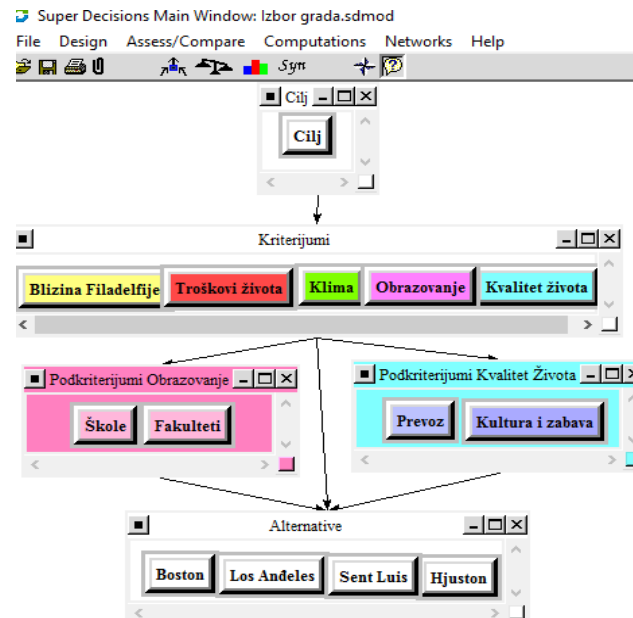 Super Decisions Main Window: Izbor grada.sdmod
File Design Assess/Compare Computations Networks Help
Syn
Cilj
Cilj
Kriterijumi
Blizina Filadelfije Troškovi života Klima Obrazovanje Kvalitet života
Podkriterijumi Obrazovanje
Podkriterijumi Kvalitet Života
Škole Fakulteti
Prevoz Kultura i zabava
Alternative
Boston Los Anđeles Sent Luis Hjuston